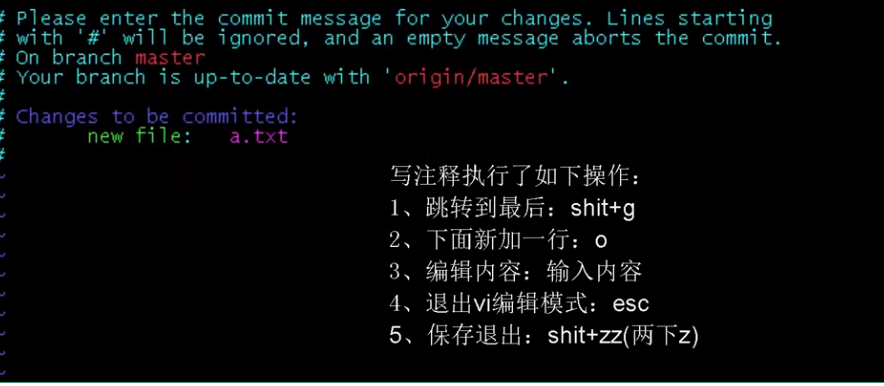 # Please enter the commit message for your changes. Lines starting
# with '#' will be ignored, and an empty message aborts the commit.
# On branch master
# Your branch is up-to-date with 'origin/master'.
#
# Changes to be committed:
#       new file:   a.txt
#
~
~
~
~
~
~
~
~
~
~
~
写注释执行了如下操作：
1、跳转到最后：shit+g
2、下面新加一行：o
3、编辑内容：输入内容
4、退出vi编辑模式：esc
5、保存退出：shit+zz(两下z)